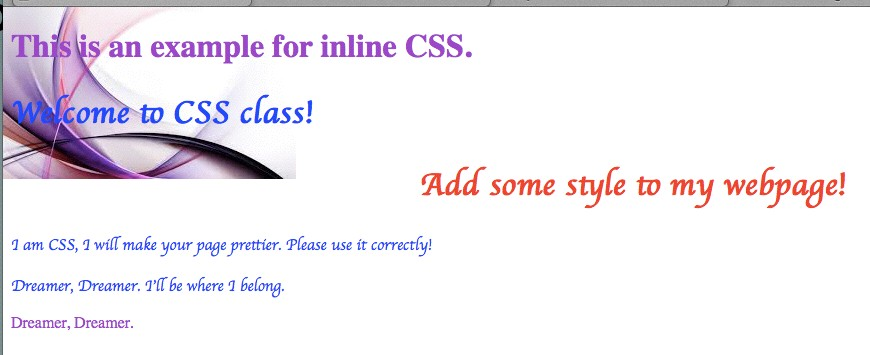 This is an example for inline CSS.
Welcome to CSS class!
Add some style to my webpage!
I am CSS, I will make your page prettier. Please use it correctly!
Dreamer, Dreamer. I'll be where I belong.
Dreamer, Dreamer.